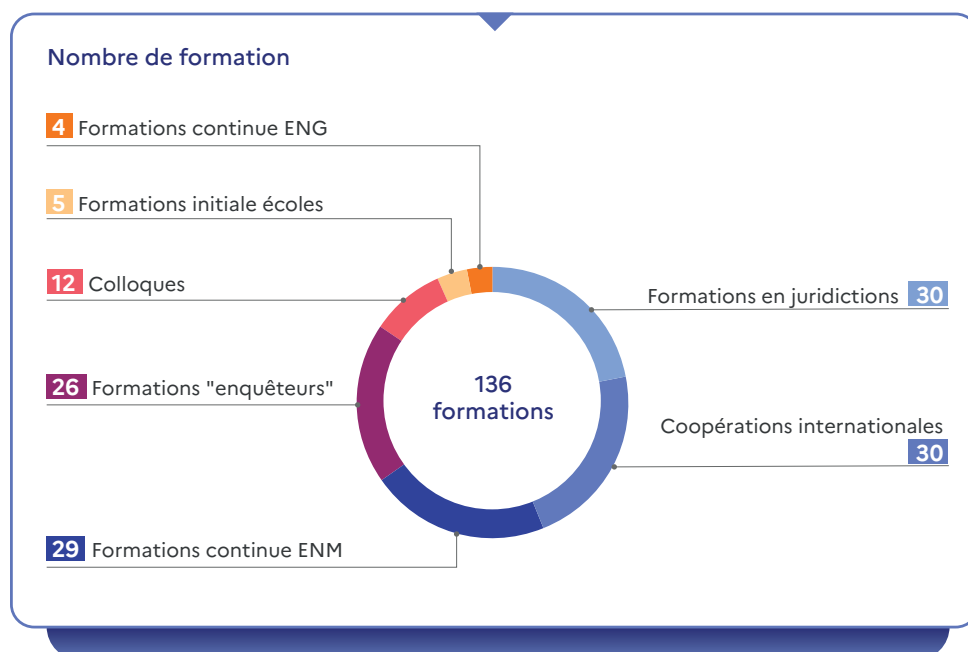 Nombre de formation
4 Formations continue ENG
5 Formations initiale écoles
12 Colloques
26 Formations "enquêteurs"
29 Formations continue ENM
136
formations
Formations en juridictions 30
Coopérations internationales
30